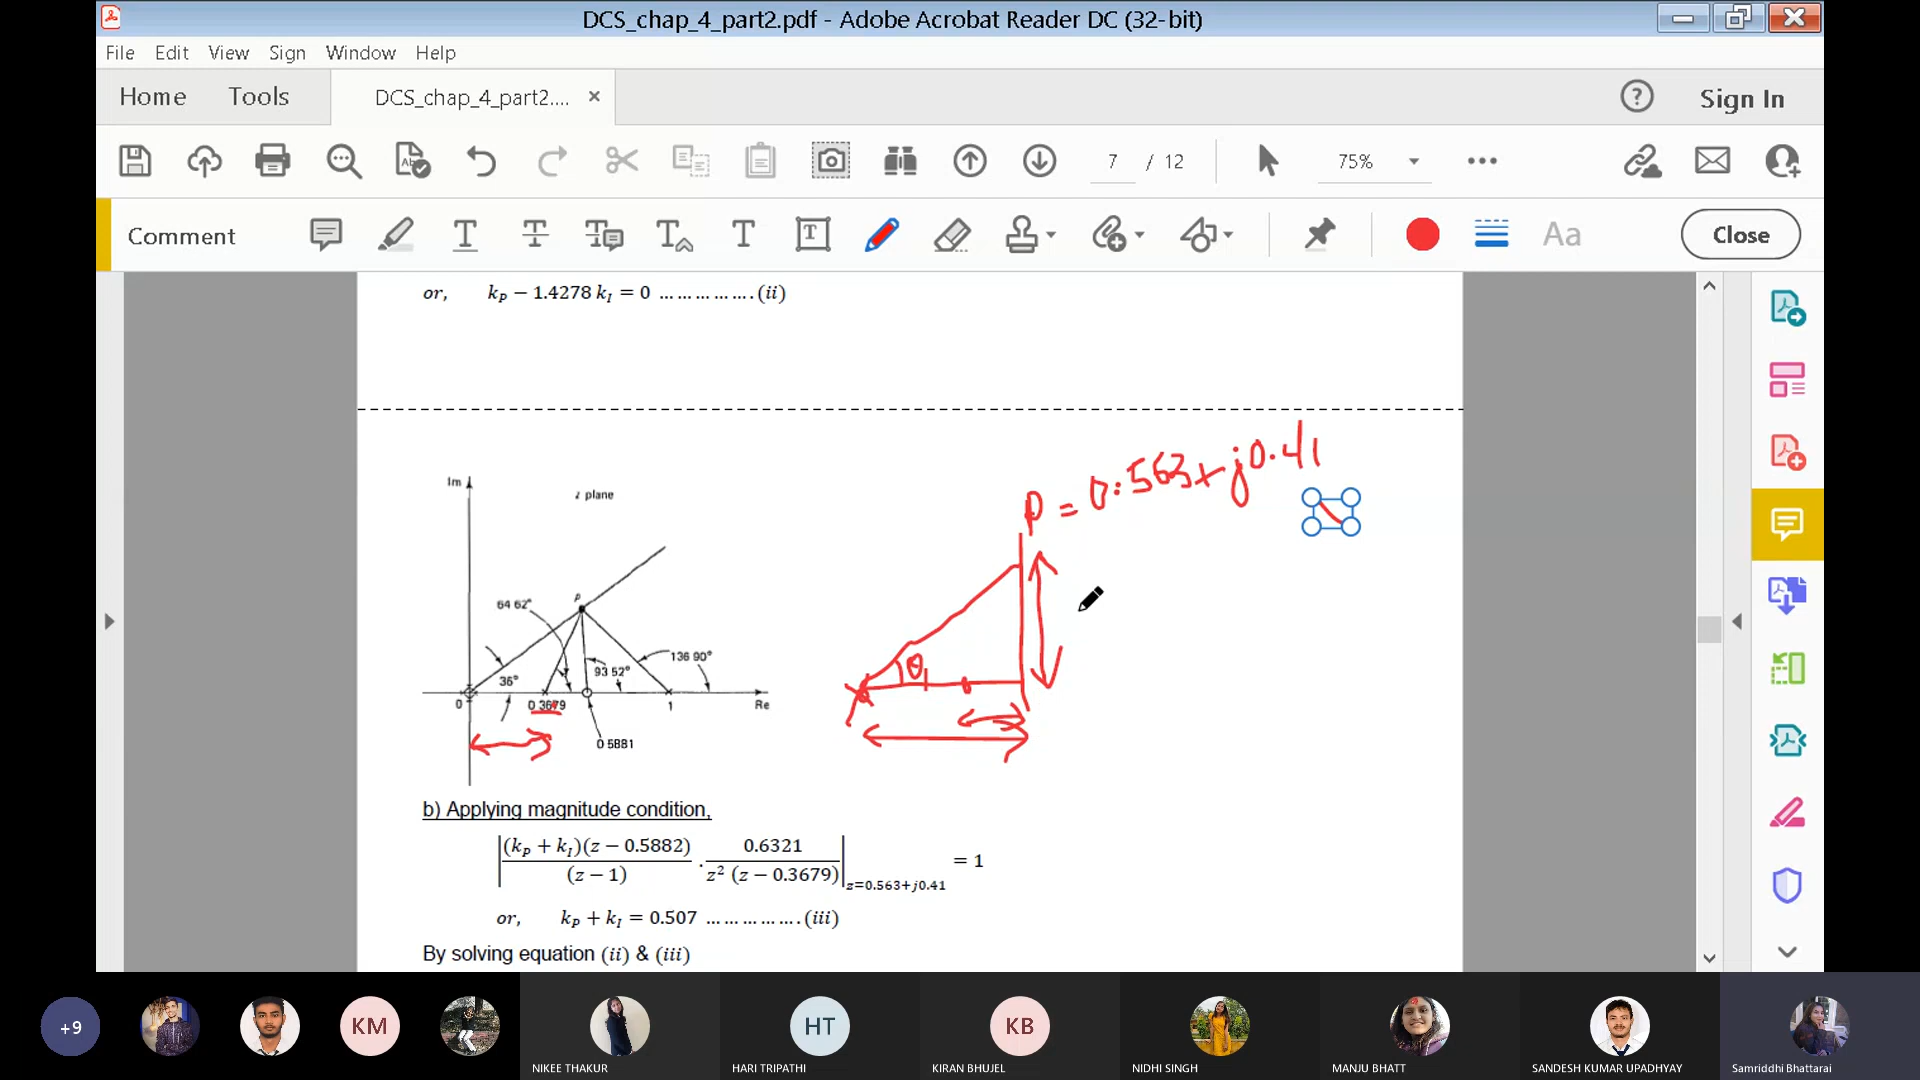 DCS_chap_4_part2.pdf - Adobe Acrobat Reader DC (32-bit)
File Edit View Sign Window Help
Home Tools DCS_chap_4_part2.... × ? Sign In
7 / 12 75%
Comment Aa Close
or, kP − 1.4278 kI = 0 … … … … …. (ii)
P = 0.563+j0.41
Im z plane
64 62° P
36° 93 52° 136 90°
θ1
0 0 3679 1 Re
0 5881
b) Applying magnitude condition,
|(kP + kI)(z − 0.5882)/(z − 1) . 0.6321/z² (z − 0.3679)|z=0.563+j0.41 = 1
or, kP + kI = 0.507 … … … … …. (iii)
By solving equation (ii) & (iii)
+9 KM HT KB
NIKEE THAKUR HARI TRIPATHI KIRAN BHUJEL NIDHI SINGH MANJU BHATT SANDESH KUMAR UPADHYAY Samriddhi Bhattarai